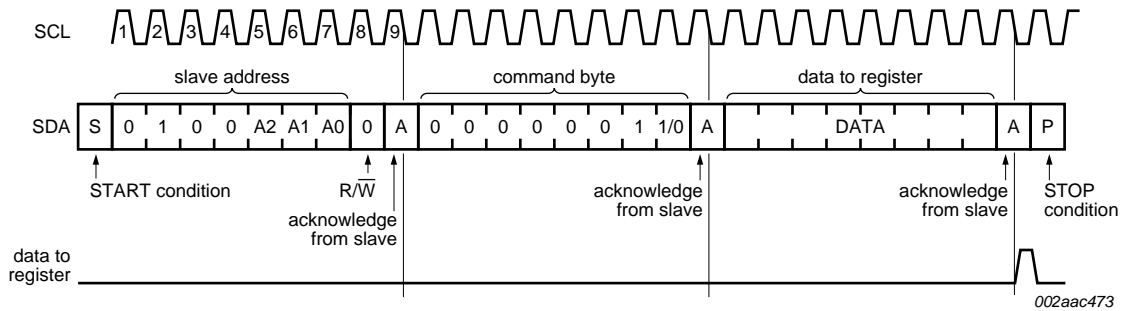 SCL 1 2 3 4 5 6 7 8 9
slave address command byte data to register
SDA S 0 1 0 0 A2 A1 A0 0 A 0 0 0 0 0 0 1 1/0 A DATA A P
START condition R/W̅ acknowledge from slave acknowledge from slave acknowledge from slave STOP condition
data to
register
002aac473